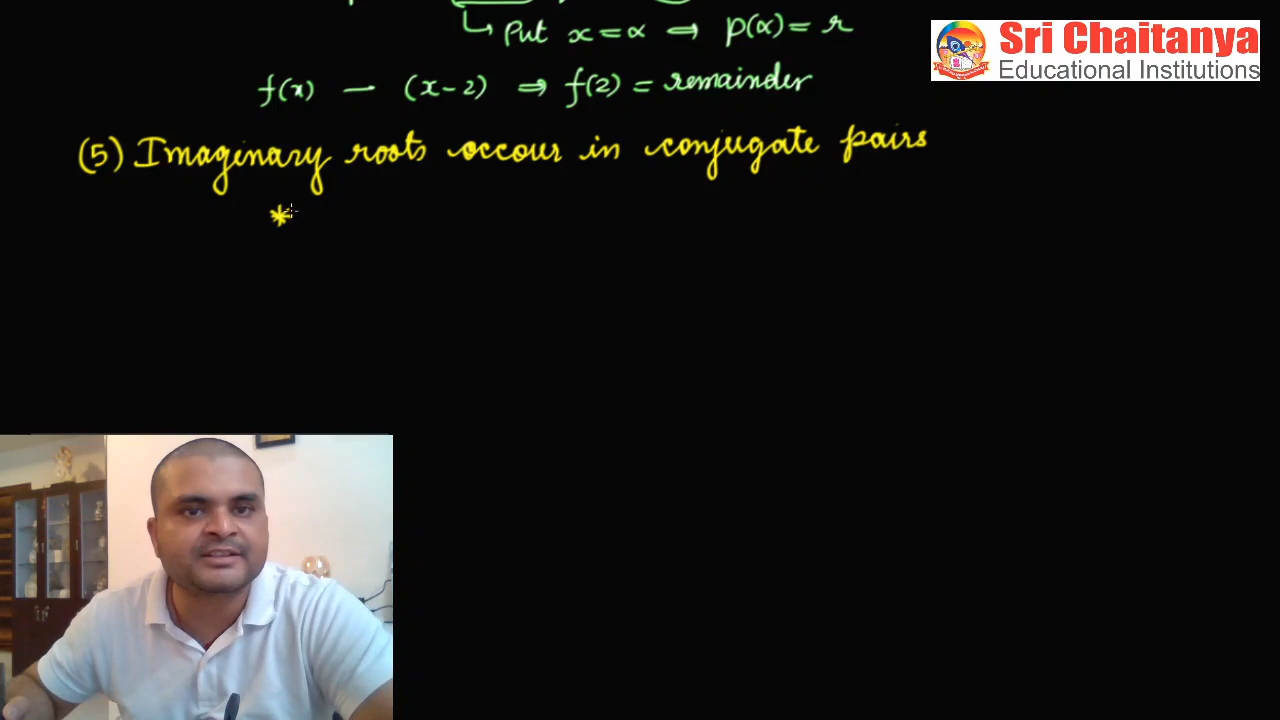 ↳ Put x = α ⇒ p(α) = r
f(x) — (x-2) ⇒ f(2) = remainder
(5) Imaginary roots occour in conjugate pairs
*
Sri Chaitanya
Educational Institutions